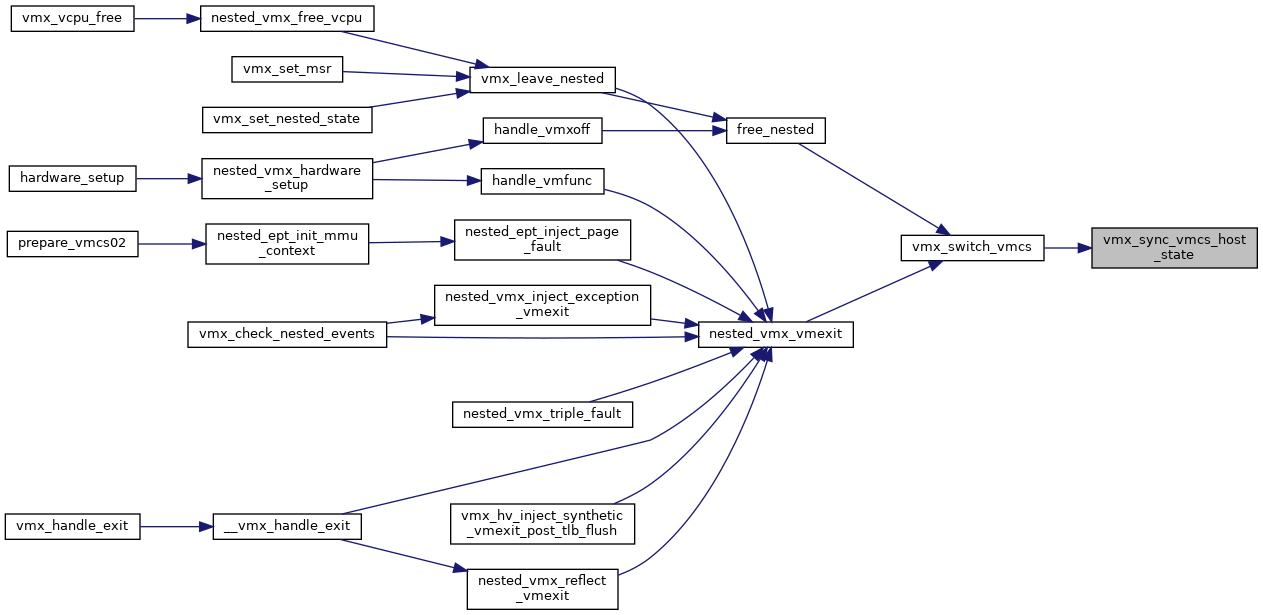 vmx_vcpu_free
nested_vmx_free_vcpu
vmx_set_msr
vmx_leave_nested
vmx_set_nested_state
handle_vmxoff
free_nested
hardware_setup
nested_vmx_hardware
_setup
handle_vmfunc
prepare_vmcs02
nested_ept_init_mmu
_context
nested_ept_inject_page
_fault
vmx_switch_vmcs
vmx_sync_vmcs_host
_state
nested_vmx_inject_exception
_vmexit
vmx_check_nested_events
nested_vmx_vmexit
nested_vmx_triple_fault
vmx_handle_exit
__vmx_handle_exit
vmx_hv_inject_synthetic
_vmexit_post_tlb_flush
nested_vmx_reflect
_vmexit